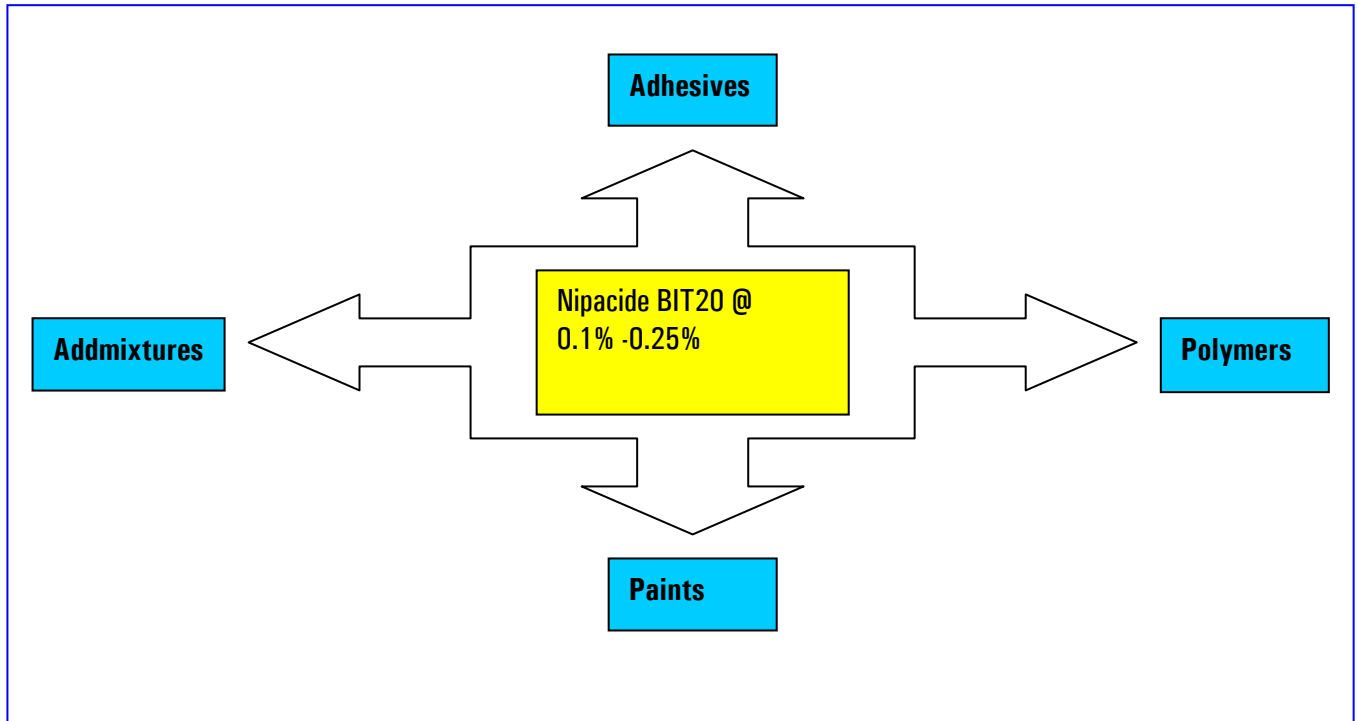 Adhesives
Nipacide BIT20 @
0.1% -0.25%
Addmixtures
Polymers
Paints